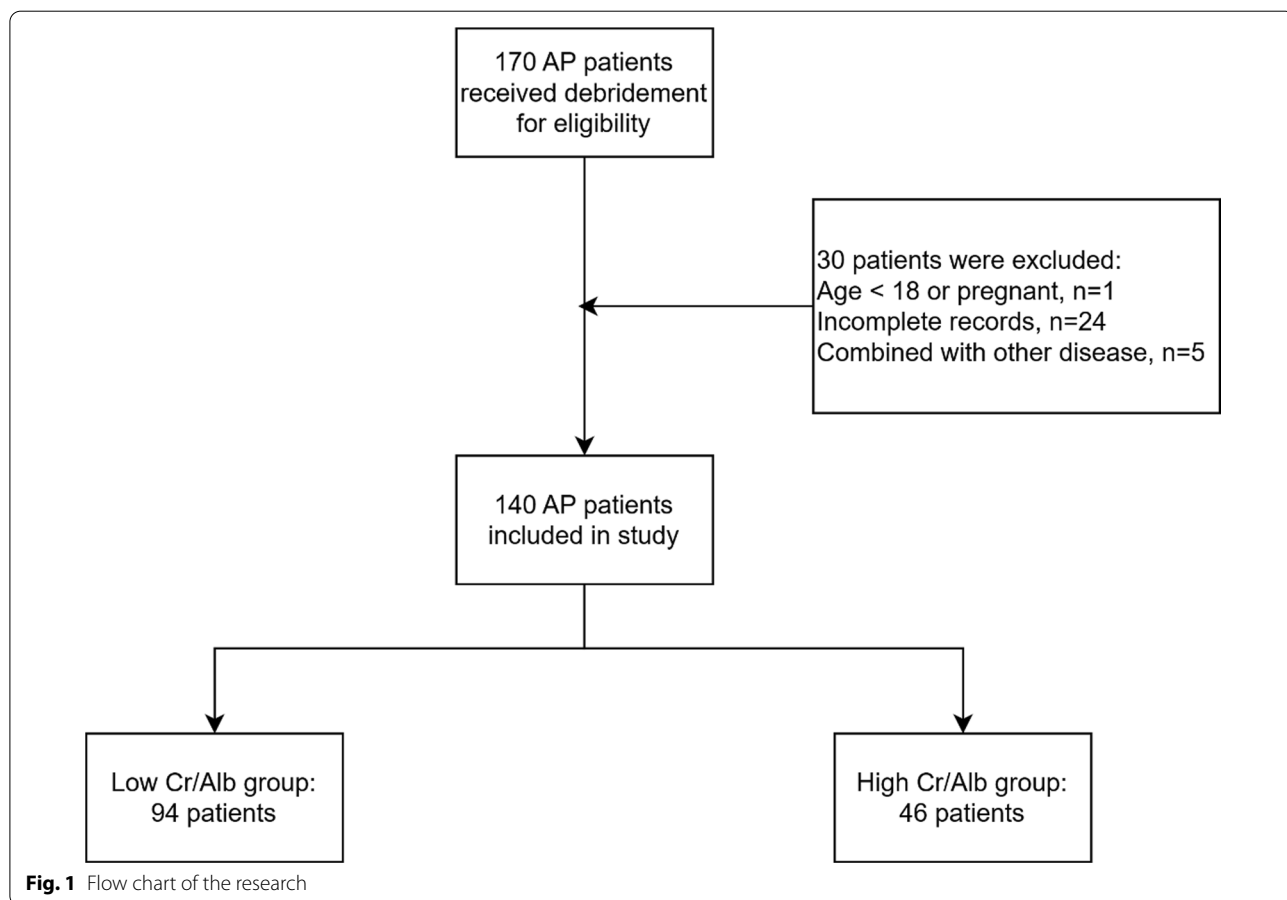 170 AP patients
received debridement
for eligibility
30 patients were excluded:
Age < 18 or pregnant, n=1
Incomplete records, n=24
Combined with other disease, n=5
140 AP patients
included in study
Low Cr/Alb group:
94 patients
High Cr/Alb group:
46 patients
Fig. 1 Flow chart of the research